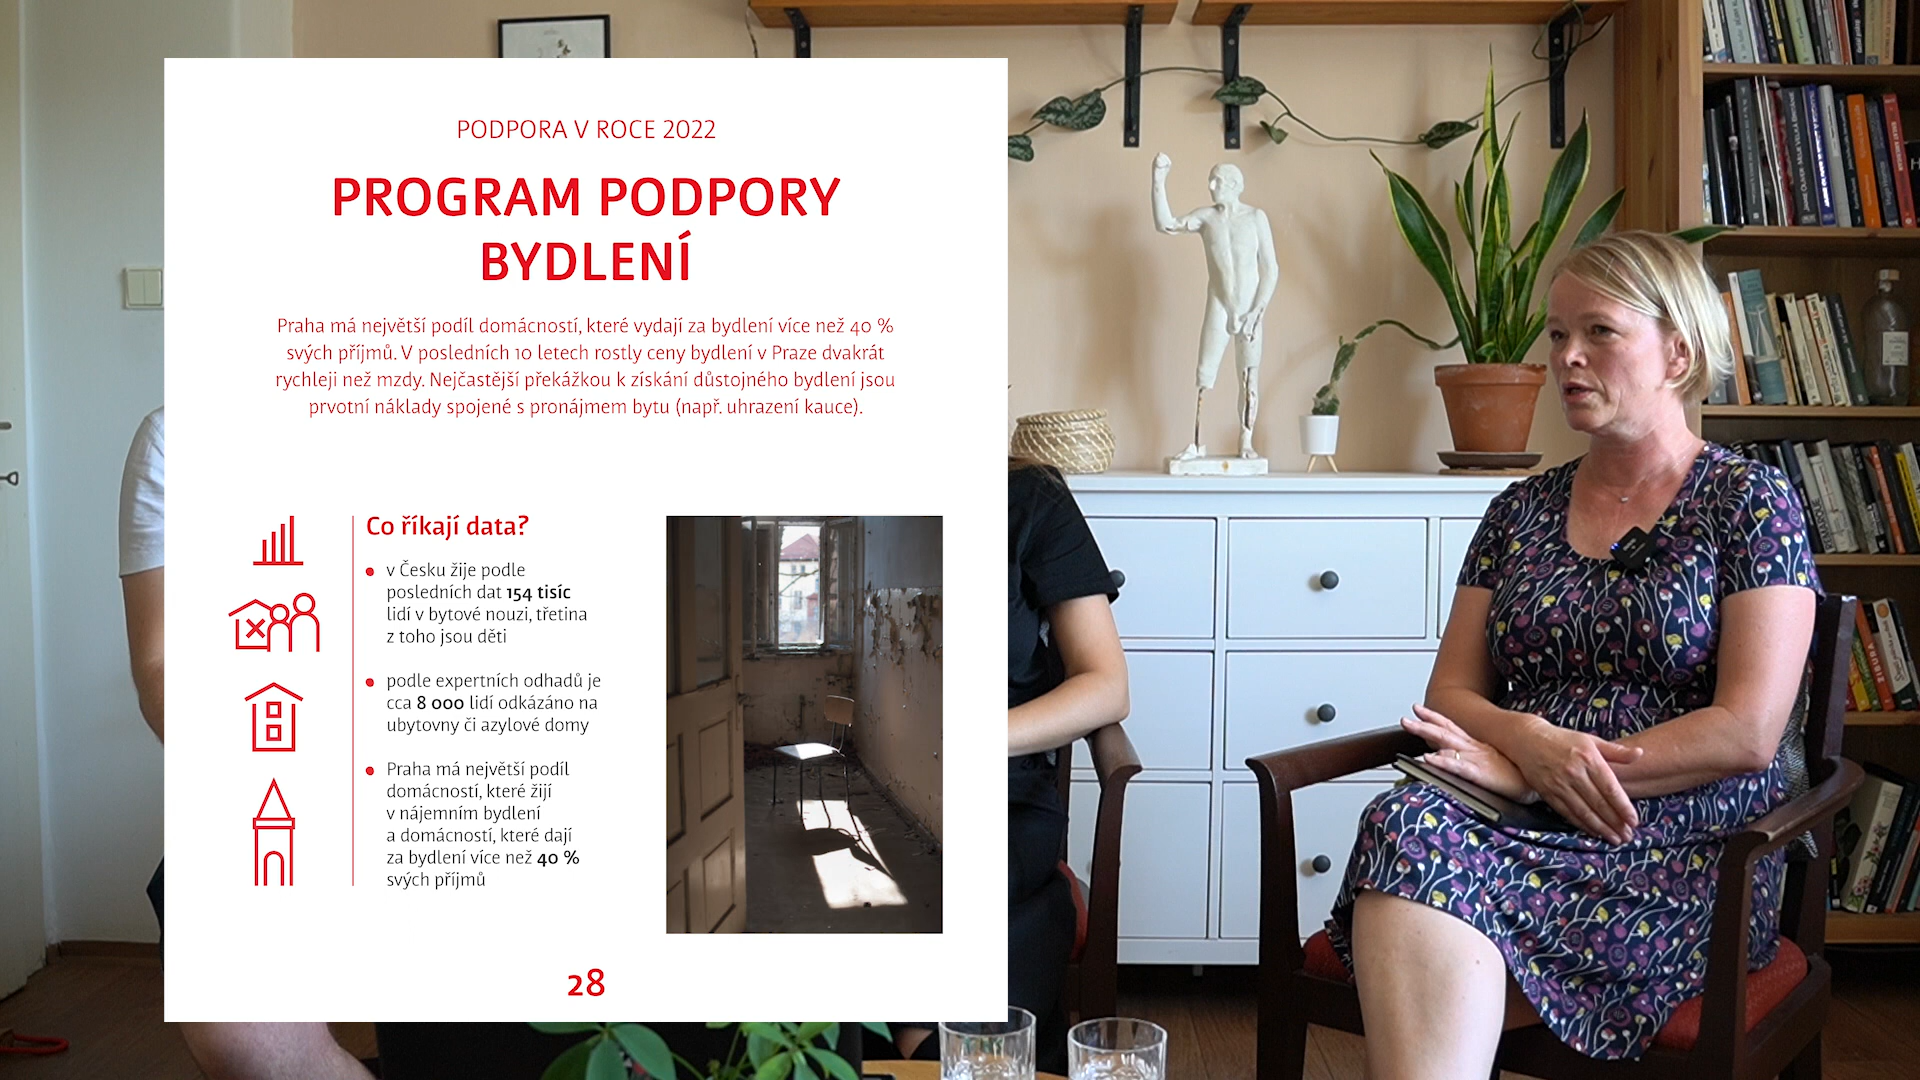 PODPORA V ROCE 2022
PROGRAM PODPORY
BYDLENÍ
Praha má největší podíl domácností, které vydají za bydlení více než 40 %
svých příjmů. V posledních 10 letech rostly ceny bydlení v Praze dvakrát
rychleji než mzdy. Nejčastější překážkou k získání důstojného bydlení jsou
prvotní náklady spojené s pronájmem bytu (např. uhrazení kauce).
Co říkají data?
v Česku žije podle
posledních dat 154 tisíc
lidí v bytové nouzi, třetina
z toho jsou děti
podle expertních odhadů je
cca 8 000 lidí odkázáno na
ubytovny či azylové domy
Praha má největší podíl
domácností, které žijí
v nájemním bydlení
a domácností, které dají
za bydlení více než 40 %
svých příjmů
28